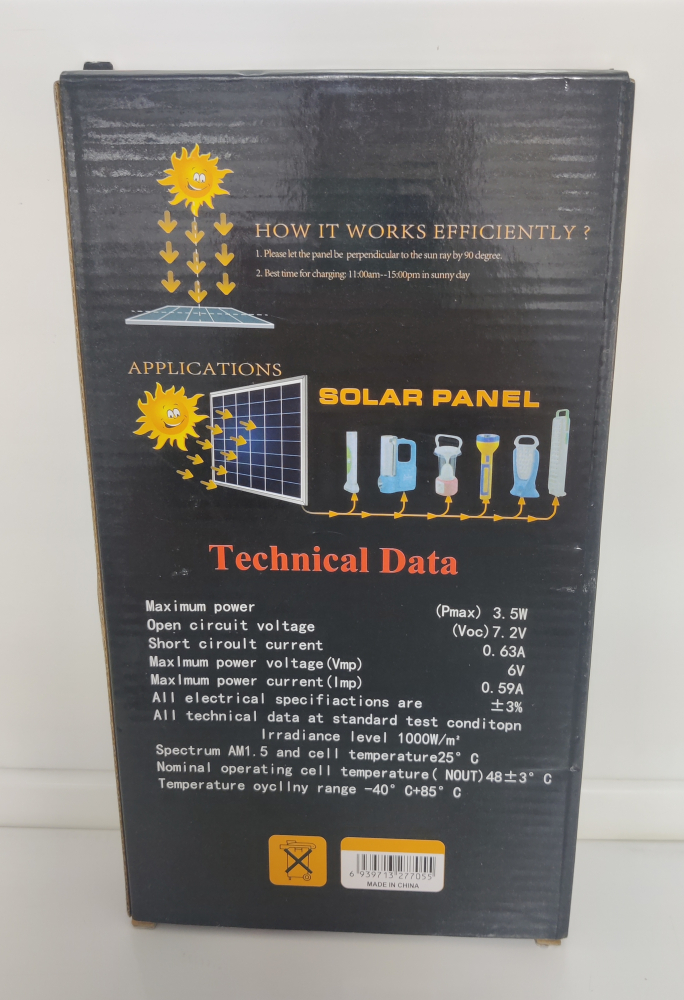 HOW IT WORKS EFFICIENTLY ?
1. Please let the panel be perpendicular to the sun ray by 90 degree.
2. Best time for charging: 11:00am--15:00pm in sunny day
APPLICATIONS
SOLAR PANEL
Technical Data
Maximum power (Pmax) 3.5W
Open circuit voltage (Voc) 7.2V
Short ciroult current 0.63A
MaxImum power voltage(Vmp) 6V
MaxImum power current(Imp) 0.59A
All electrical specifiactions are ±3%
All technical data at standard test conditopn
Irradiance level 1000W/m²
Spectrum AM1.5 and cell temperature25° C
Nominal operating cell temperature( NOUT)48±3° C
Temperature oycllny range -40° C+85° C
6 939713 277055
MADE IN CHINA